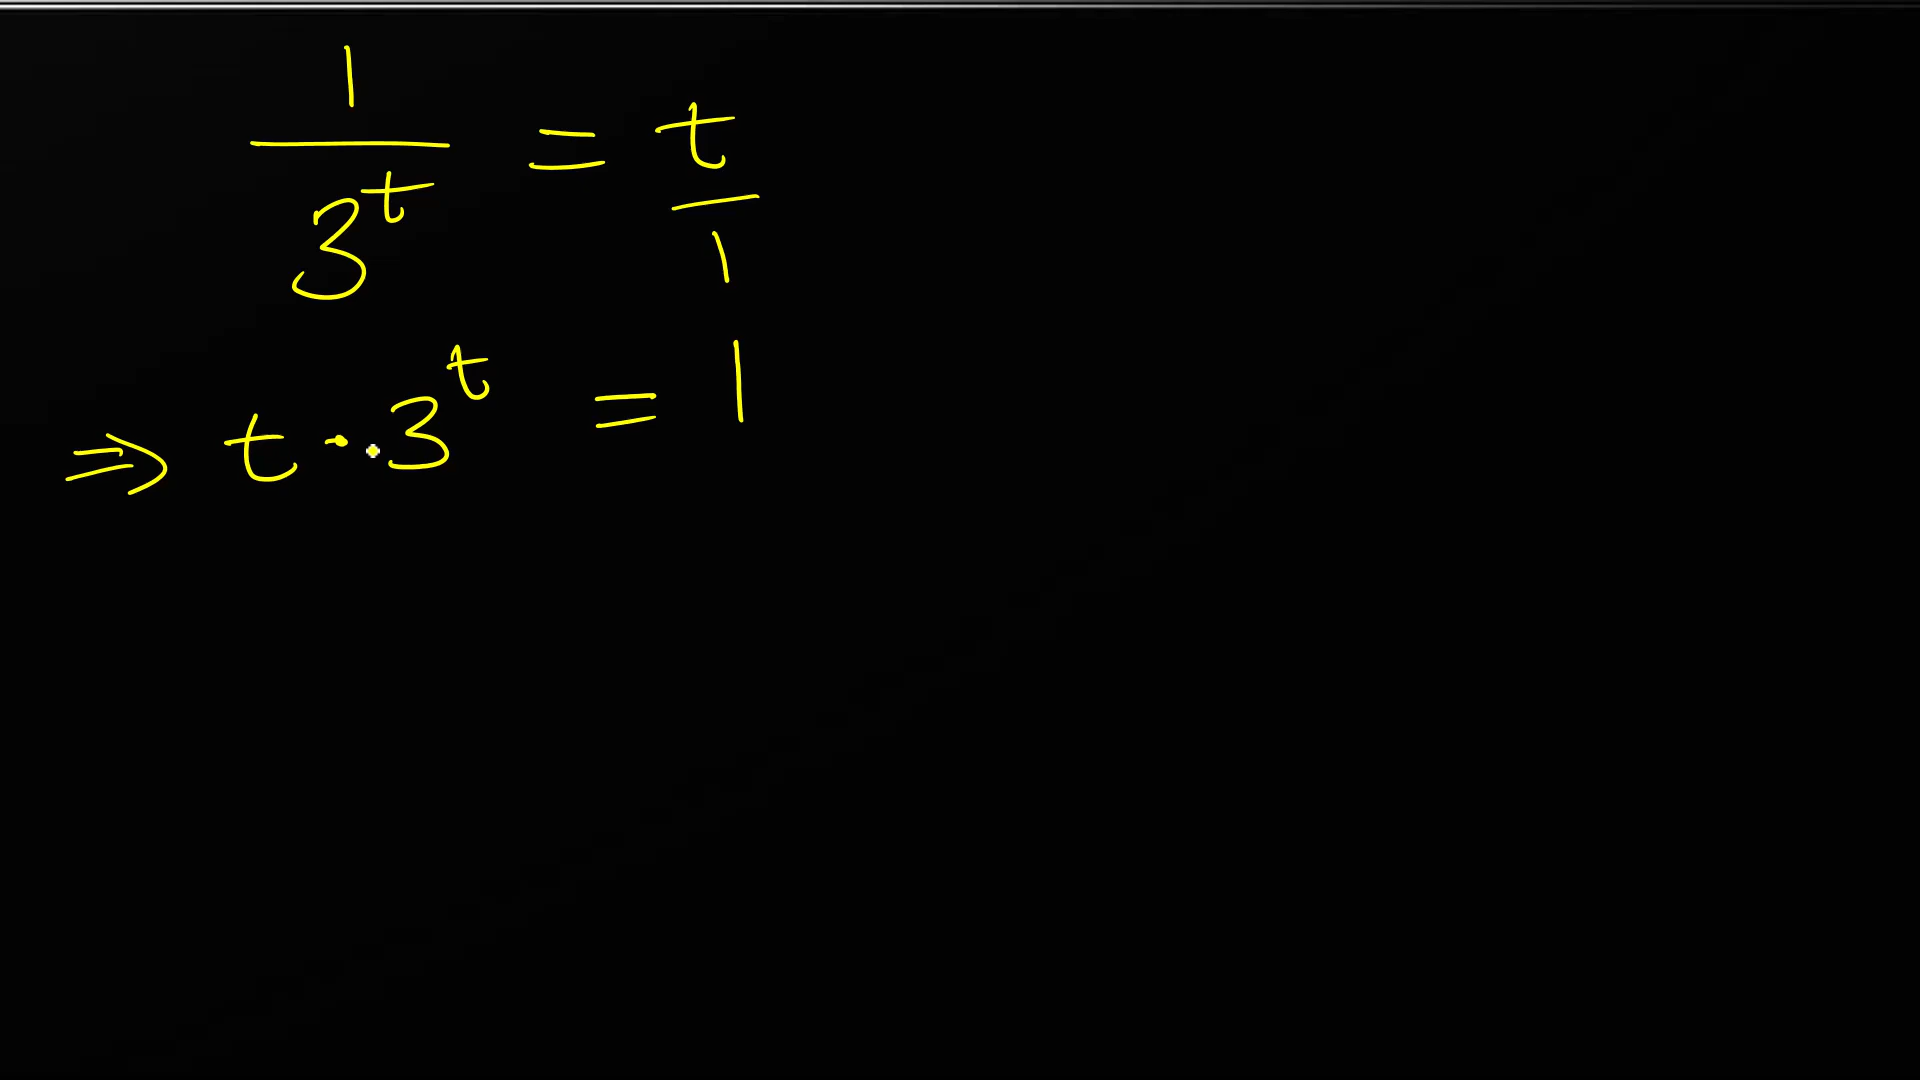 1/3^t = t/1
⇒ t · 3^t = 1